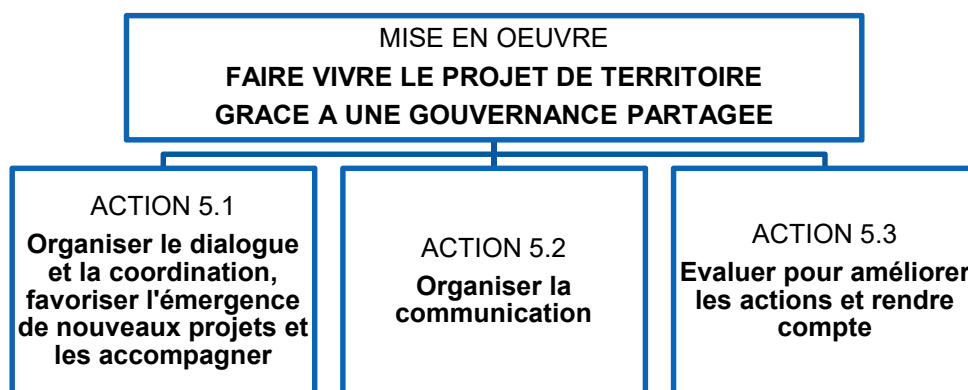 MISE EN OEUVRE
FAIRE VIVRE LE PROJET DE TERRITOIRE
GRACE A UNE GOUVERNANCE PARTAGEE
ACTION 5.1
Organiser le dialogue
et la coordination,
favoriser l'émergence
de nouveaux projets et
les accompagner
ACTION 5.2
Organiser la
communication
ACTION 5.3
Evaluer pour améliorer
les actions et rendre
compte